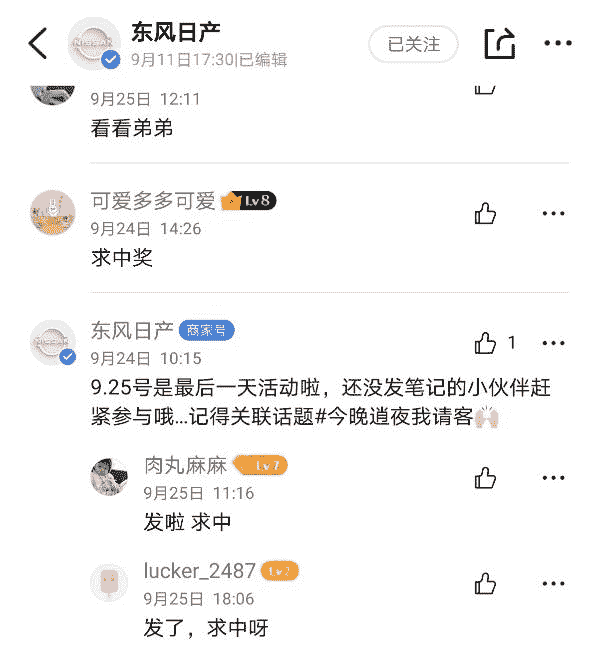 东风日产
9月11日17:30|已编辑
已关注
9月25日 12:11
看看弟弟
可爱多多可爱 Lv8
9月24日 14:26
求中奖
东风日产 商家号
9月24日 10:15
1
9.25号是最后一天活动啦，还没发笔记的小伙伴赶
紧参与哦...记得关联话题#今晚逍夜我请客🙌
肉丸麻麻 Lv7
9月25日 11:16
发啦 求中
lucker_2487 Lv2
9月25日 18:06
发了，求中呀